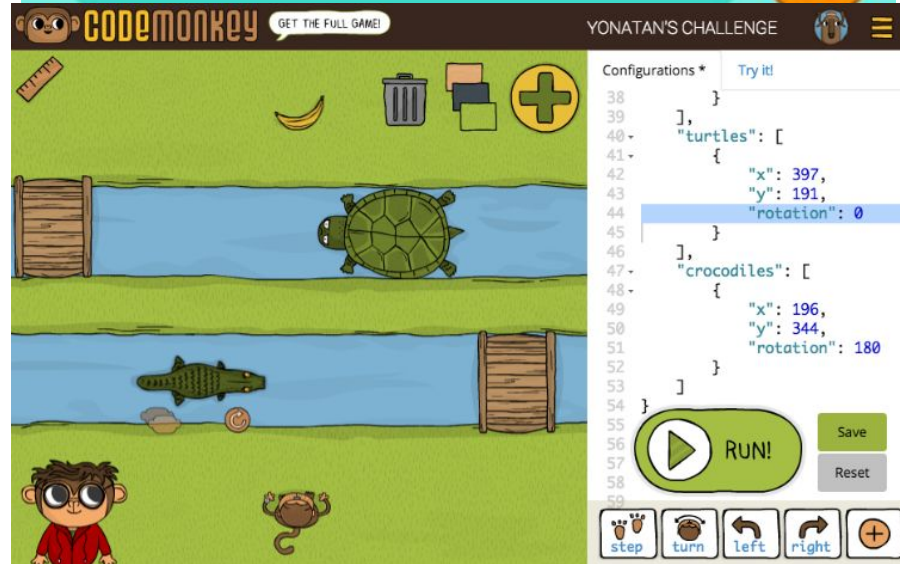 CODEMONKEY
GET THE FULL GAME!
YONATAN'S CHALLENGE
Configurations *
Try it!
38 }
39 ],
40 "turtles": [
41 {
42 "x": 397,
43 "y": 191,
44 "rotation": 0
45 }
46 ],
47 "crocodiles": [
48 {
49 "x": 196,
50 "y": 344,
51 "rotation": 180
52 }
53 ]
54 }
55
56
57
58
59
RUN!
Save
Reset
step
turn
left
right